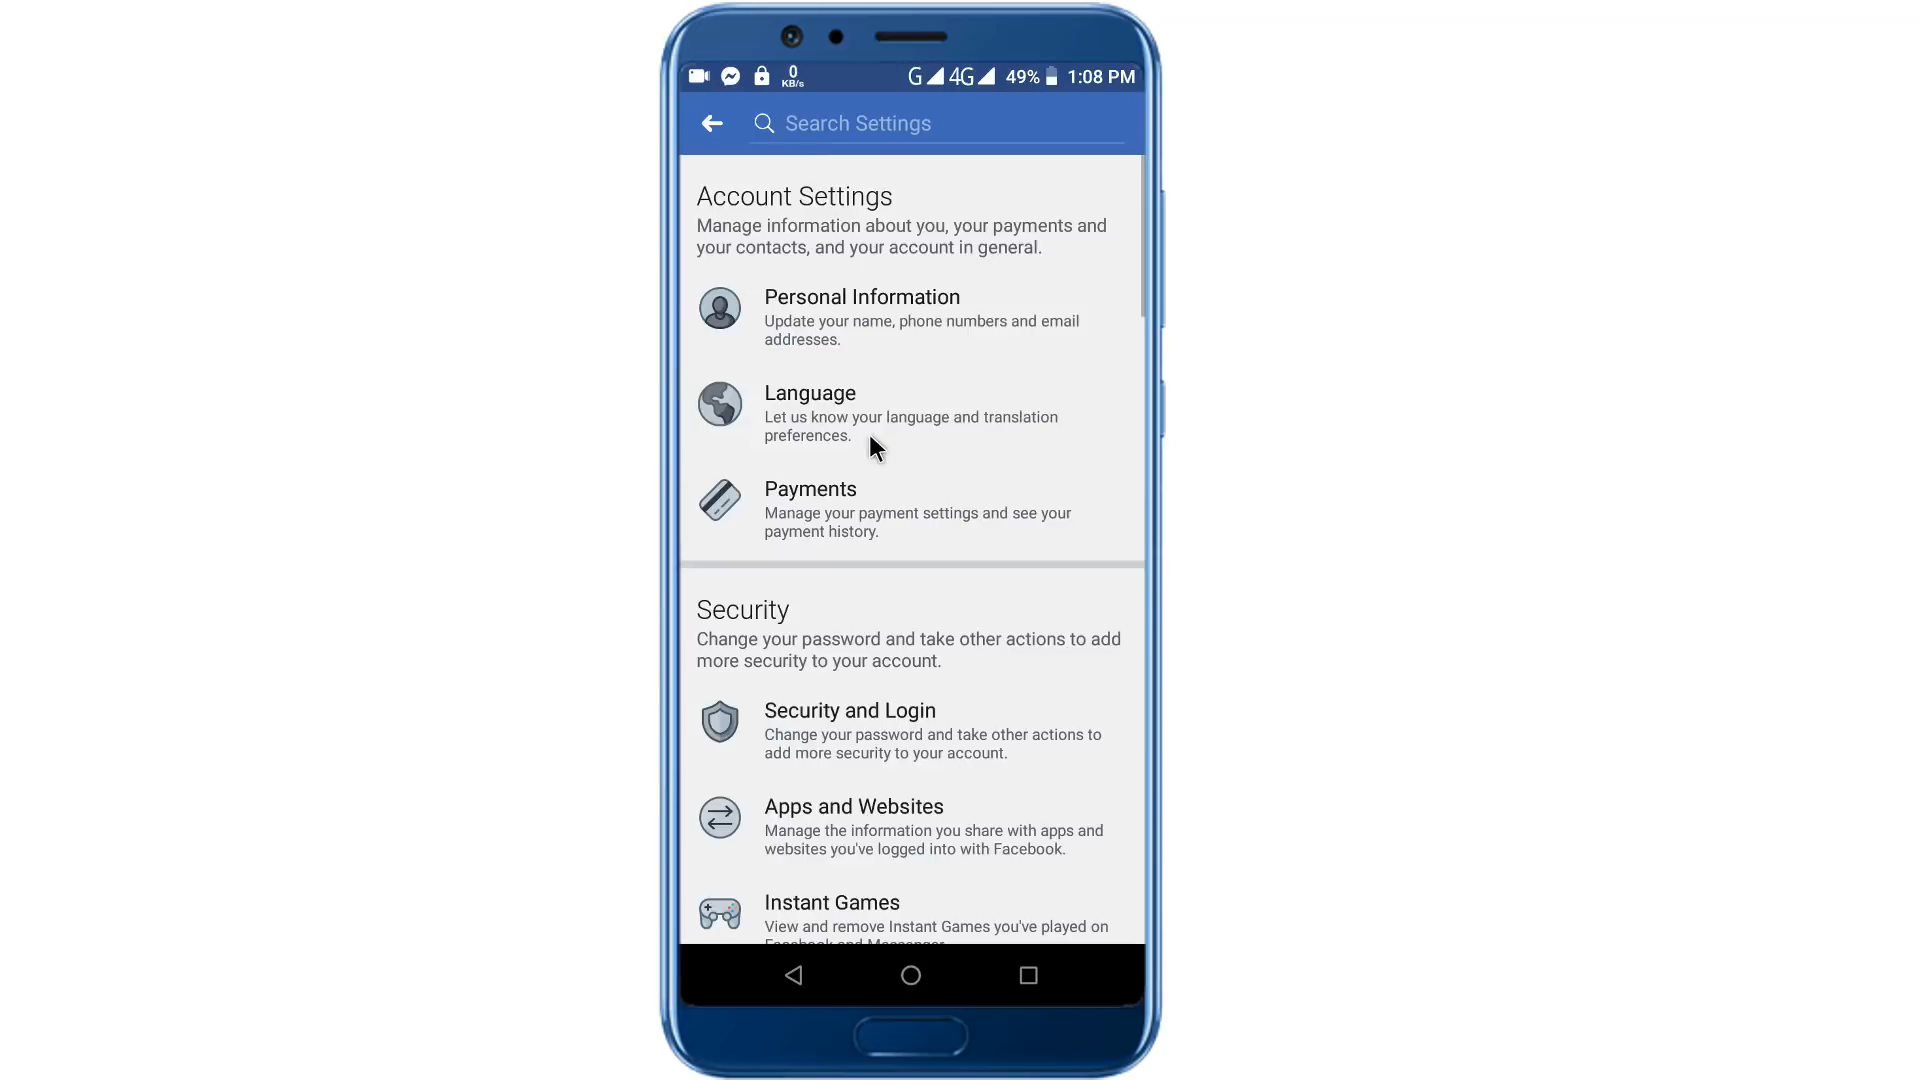 0
KB/s
G 4G 49% 1:08 PM
Search Settings
Account Settings
Manage information about you, your payments and
your contacts, and your account in general.
Personal Information
Update your name, phone numbers and email
addresses.
Language
Let us know your language and translation
preferences.
Payments
Manage your payment settings and see your
payment history.
Security
Change your password and take other actions to add
more security to your account.
Security and Login
Change your password and take other actions to
add more security to your account.
Apps and Websites
Manage the information you share with apps and
websites you've logged into with Facebook.
Instant Games
View and remove Instant Games you've played on
Facebook and Messenger